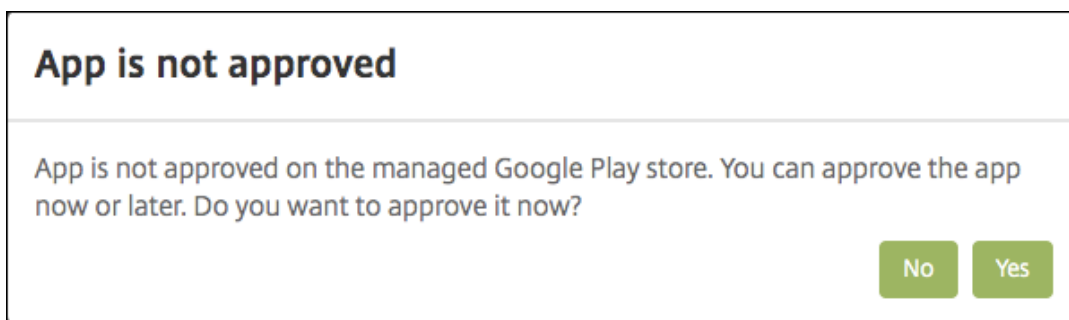 App is not approved
App is not approved on the managed Google Play store. You can approve the app
now or later. Do you want to approve it now?
No
Yes